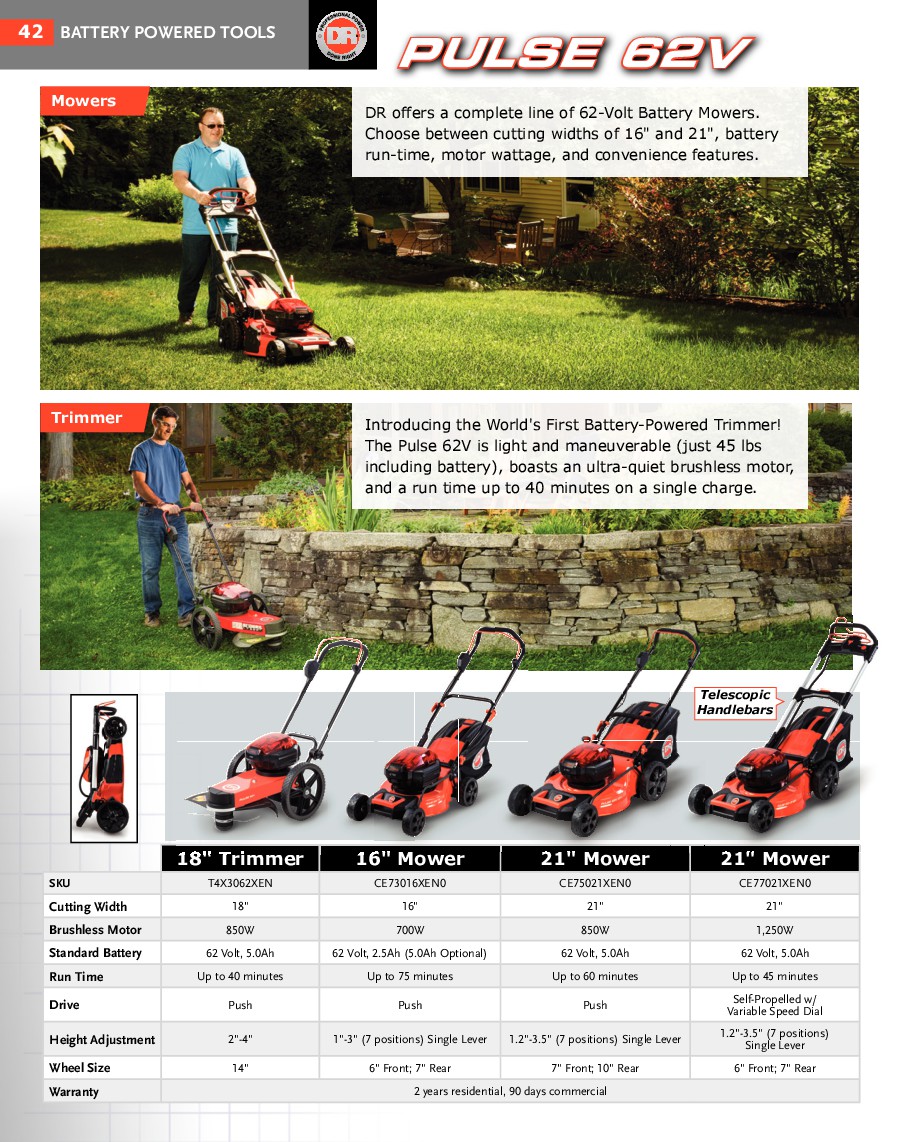 42 BATTERY POWERED TOOLS
PROFESSIONAL POWER
DR
DONE RIGHT
PULSE 62V
Mowers
DR offers a complete line of 62-Volt Battery Mowers.
Choose between cutting widths of 16" and 21", battery
run-time, motor wattage, and convenience features.
Trimmer
Introducing the World's First Battery-Powered Trimmer!
The Pulse 62V is light and maneuverable (just 45 lbs
including battery), boasts an ultra-quiet brushless motor,
and a run time up to 40 minutes on a single charge.
Telescopic
Handlebars
18" Trimmer 16" Mower 21" Mower 21" Mower
SKU T4X3062XEN CE73016XEN0 CE75021XEN0 CE77021XEN0
Cutting Width 18" 16" 21" 21"
Brushless Motor 850W 700W 850W 1,250W
Standard Battery 62 Volt, 5.0Ah 62 Volt, 2.5Ah (5.0Ah Optional) 62 Volt, 5.0Ah 62 Volt, 5.0Ah
Run Time Up to 40 minutes Up to 75 minutes Up to 60 minutes Up to 45 minutes
Drive Push Push Push Self-Propelled w/
Variable Speed Dial
Height Adjustment 2"-4" 1"-3" (7 positions) Single Lever 1.2"-3.5" (7 positions) Single Lever 1.2"-3.5" (7 positions)
Single Lever
Wheel Size 14" 6" Front; 7" Rear 7" Front; 10" Rear 6" Front; 7" Rear
Warranty 2 years residential, 90 days commercial